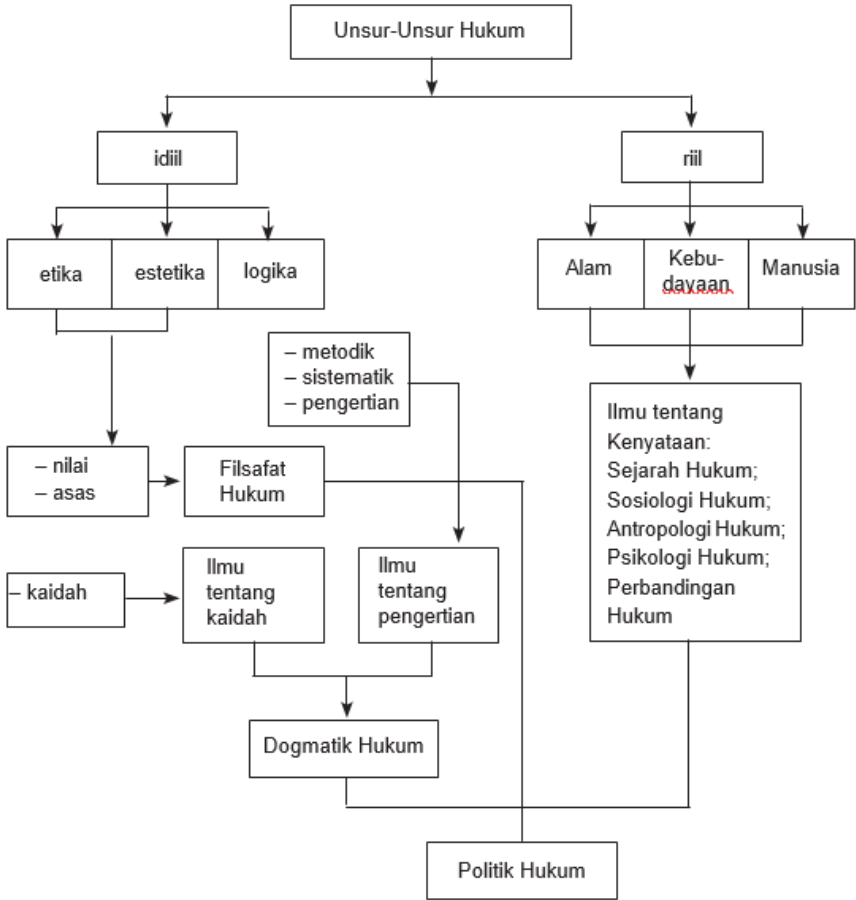 Unsur-Unsur Hukum
idiil
riil
etika
estetika
logika
Alam
Kebu-
dayaan
Manusia
– metodik
– sistematik
– pengertian
Ilmu tentang
Kenyataan:
Sejarah Hukum;
Sosiologi Hukum;
Antropologi Hukum;
Psikologi Hukum;
Perbandingan
Hukum
– nilai
– asas
Filsafat
Hukum
– kaidah
Ilmu
tentang
kaidah
Ilmu
tentang
pengertian
Dogmatik Hukum
Politik Hukum